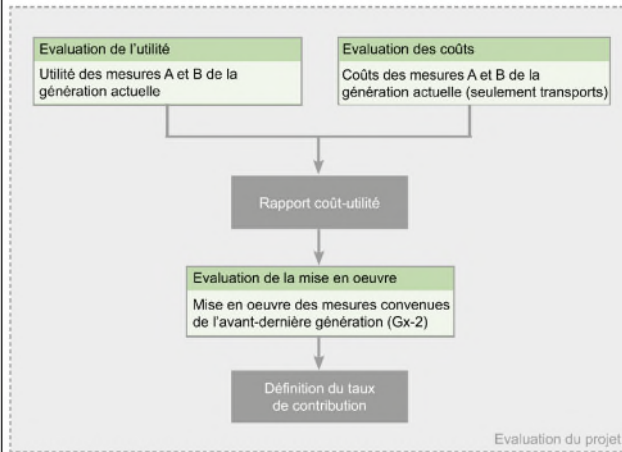 Evaluation de l'utilité
Utilité des mesures A et B de la
génération actuelle
Evaluation des coûts
Coûts des mesures A et B de la
génération actuelle (seulement transports)
Rapport coût-utilité
Evaluation de la mise en oeuvre
Mise en oeuvre des mesures convenues
de l'avant-dernière génération (Gx-2)
Définition du taux
de contribution
Evaluation du projet